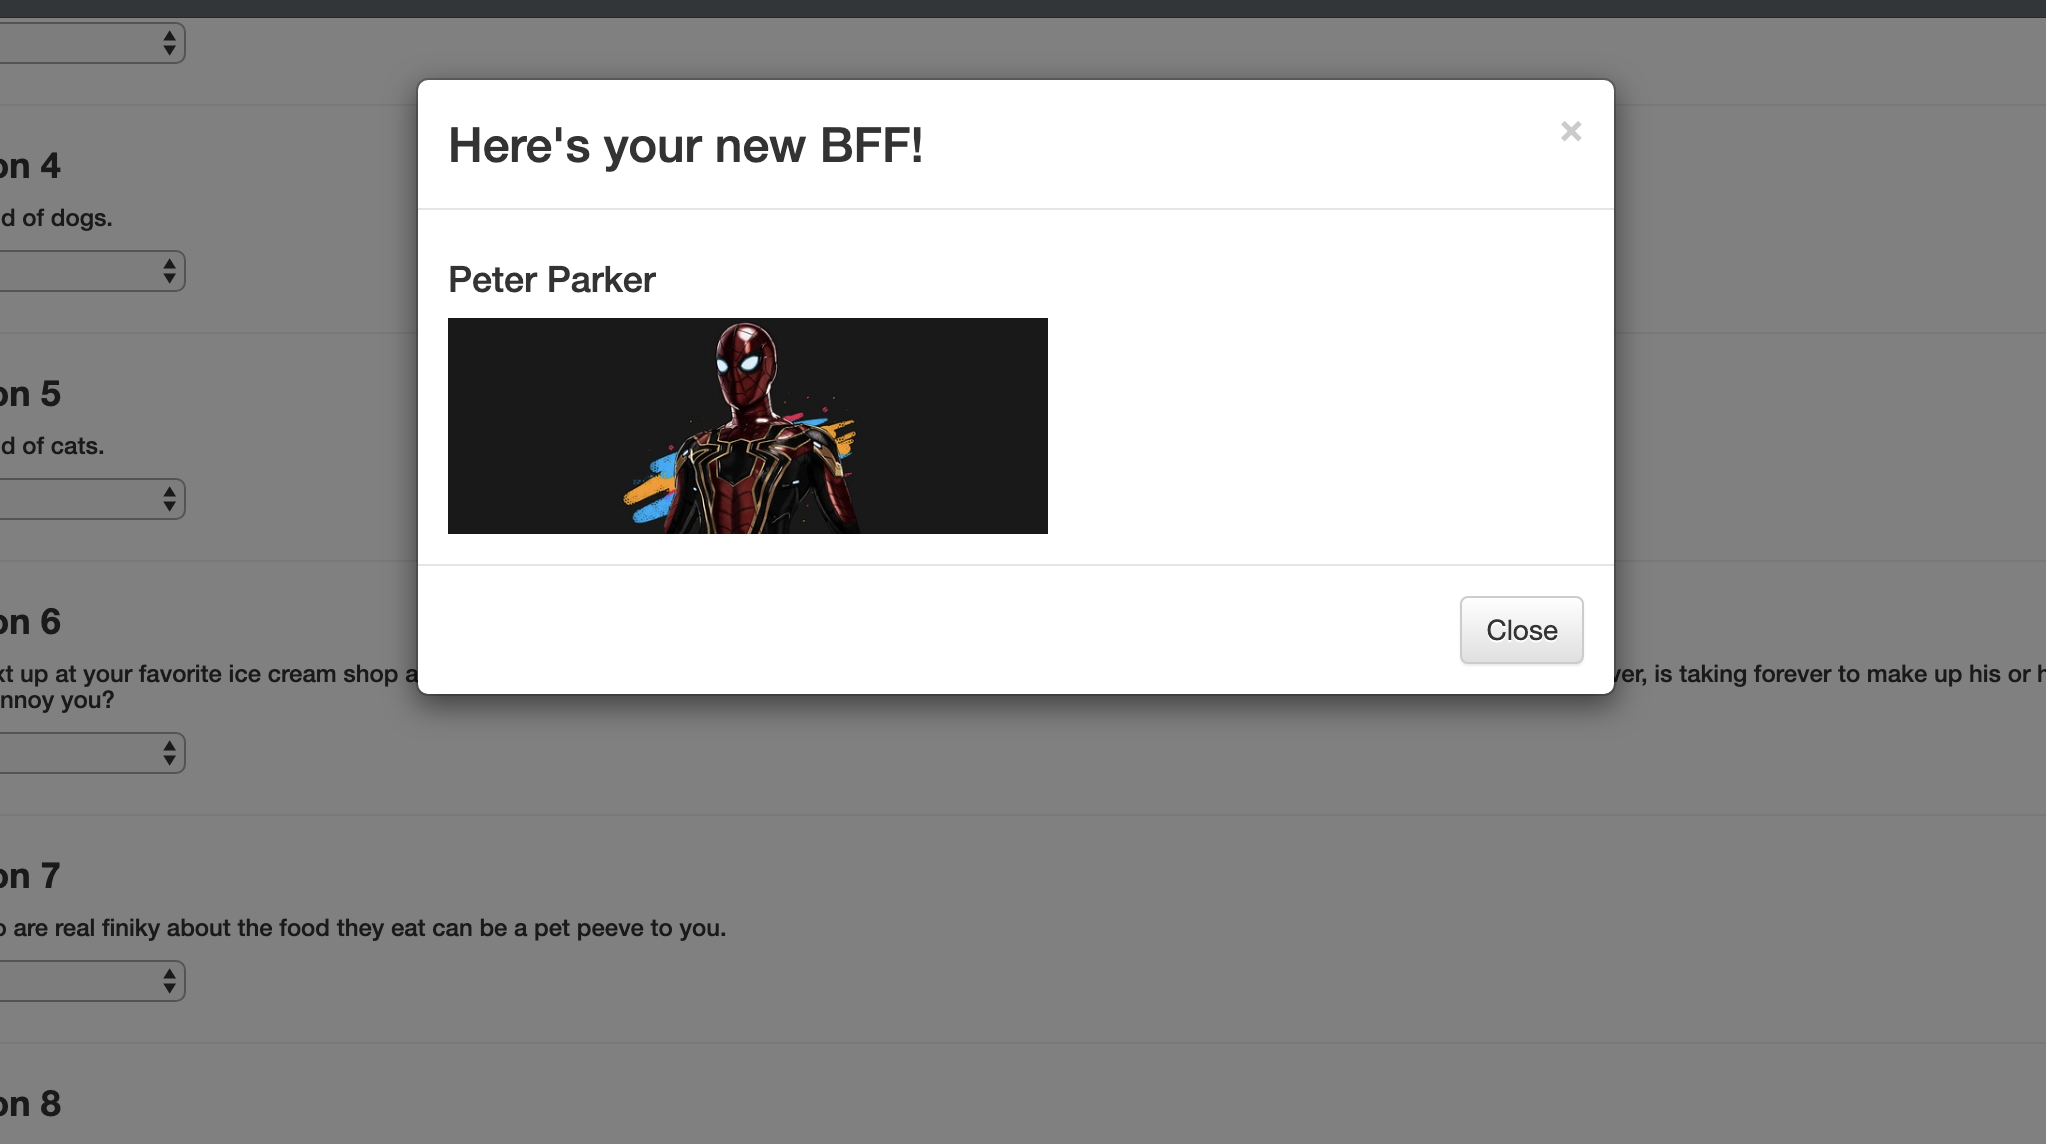 Here's your new BFF!
×
Peter Parker
Close
on 4
d of dogs.
on 5
d of cats.
on 6
xt up at your favorite ice cream shop a
ver, is taking forever to make up his or h
nnoy you?
on 7
o are real finiky about the food they eat can be a pet peeve to you.
on 8